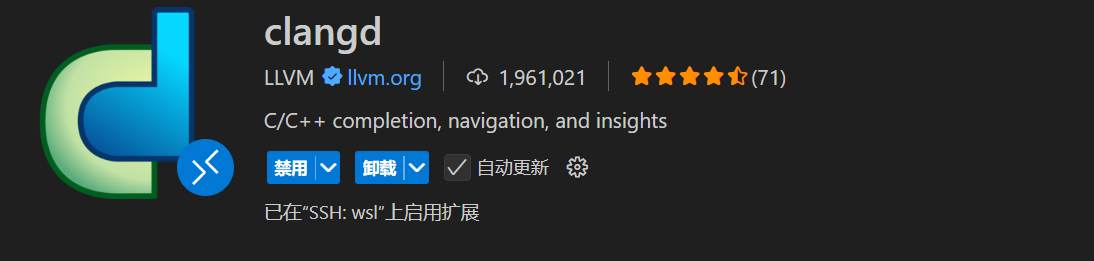 clangd
LLVM llvm.org 1,961,021 (71)
C/C++ completion, navigation, and insights
禁用 卸载 自动更新
已在“SSH: wsl”上启用扩展